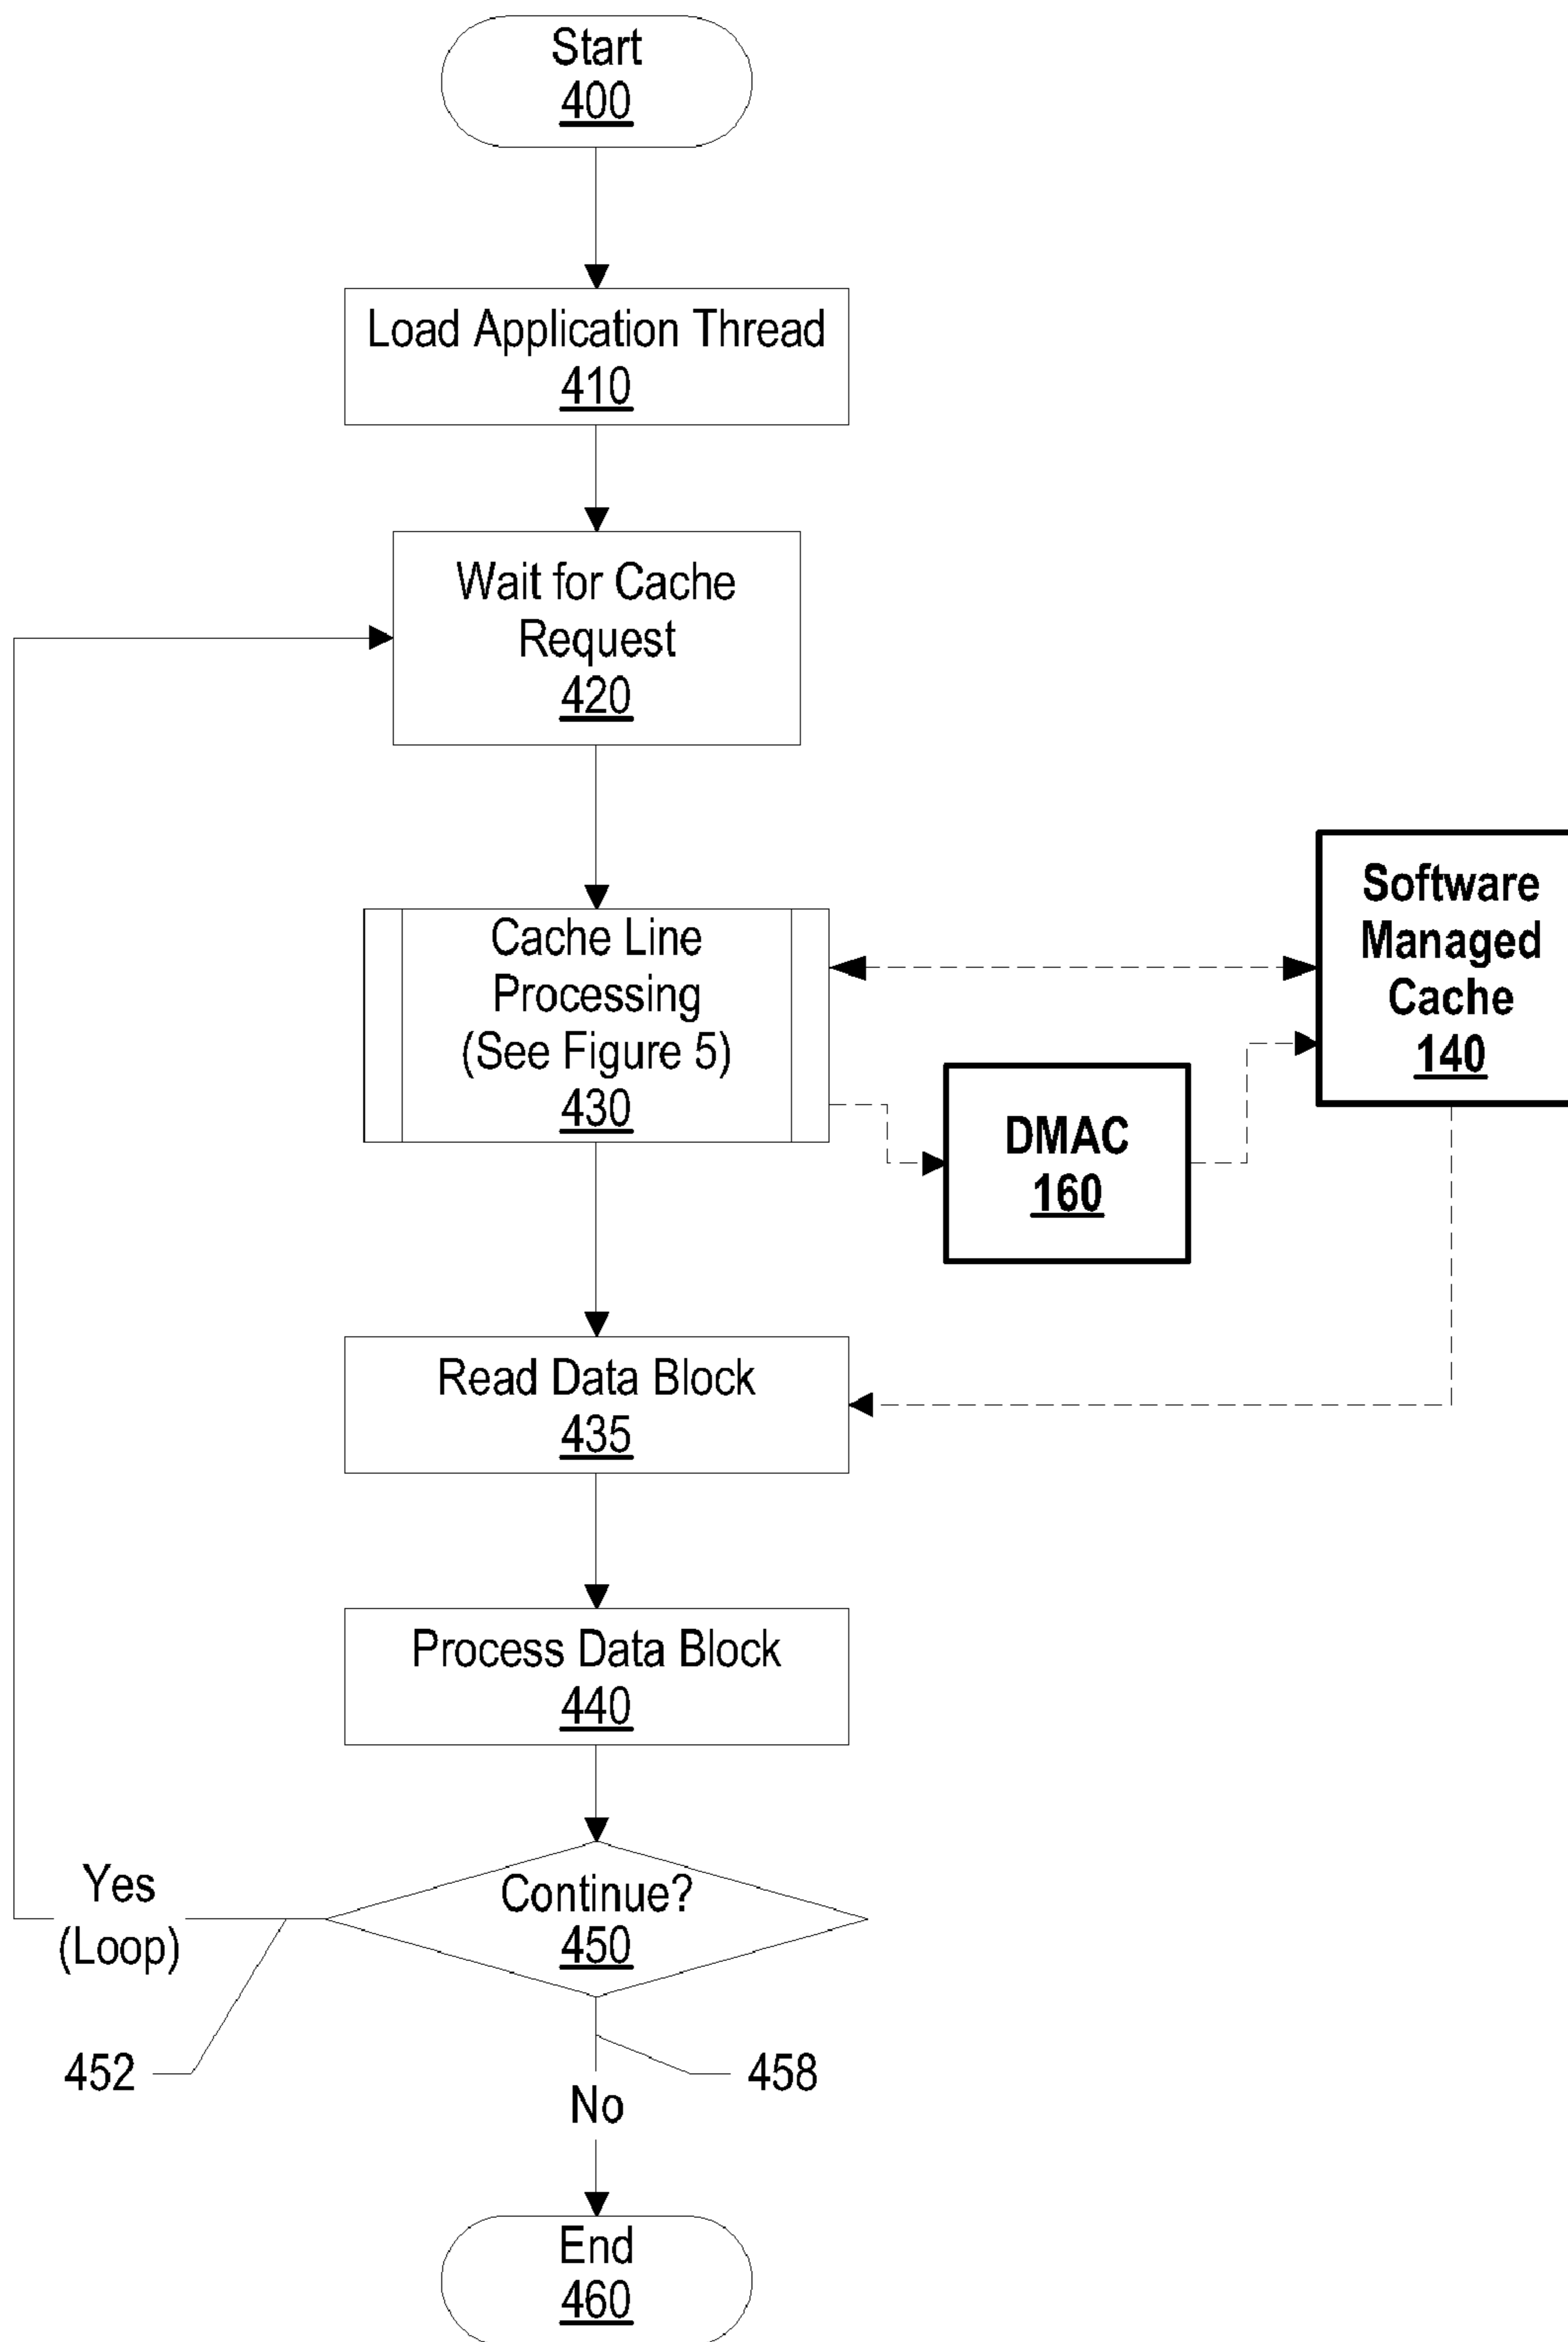 Start
400
Load Application Thread
410
Wait for Cache
Request
420
Cache Line
Processing
(See Figure 5)
430
Software
Managed
Cache
140
DMAC
160
Read Data Block
435
Process Data Block
440
Continue?
450
Yes
(Loop)
452
458
No
End
460